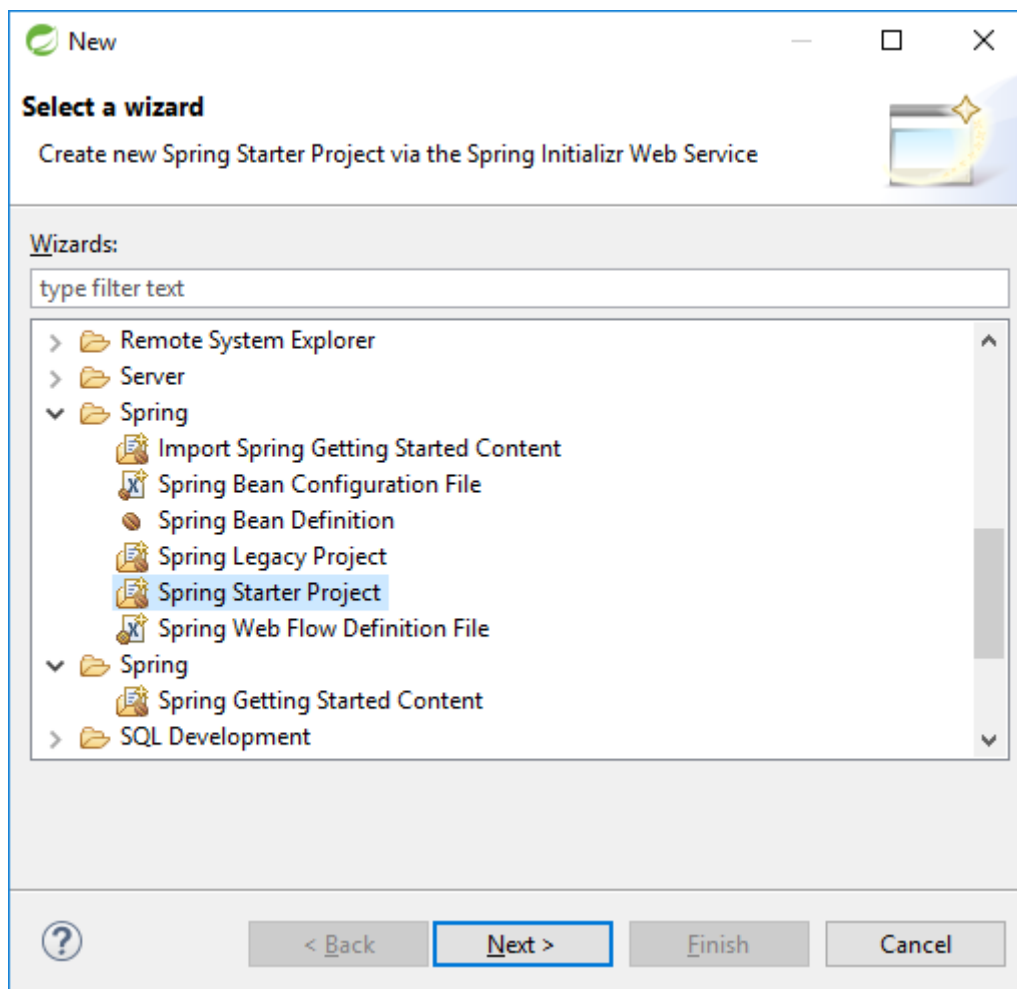 New
Select a wizard
Create new Spring Starter Project via the Spring Initializr Web Service
Wizards:
type filter text
Remote System Explorer
Server
Spring
Import Spring Getting Started Content
Spring Bean Configuration File
Spring Bean Definition
Spring Legacy Project
Spring Starter Project
Spring Web Flow Definition File
Spring
Spring Getting Started Content
SQL Development
? < Back Next > Finish Cancel